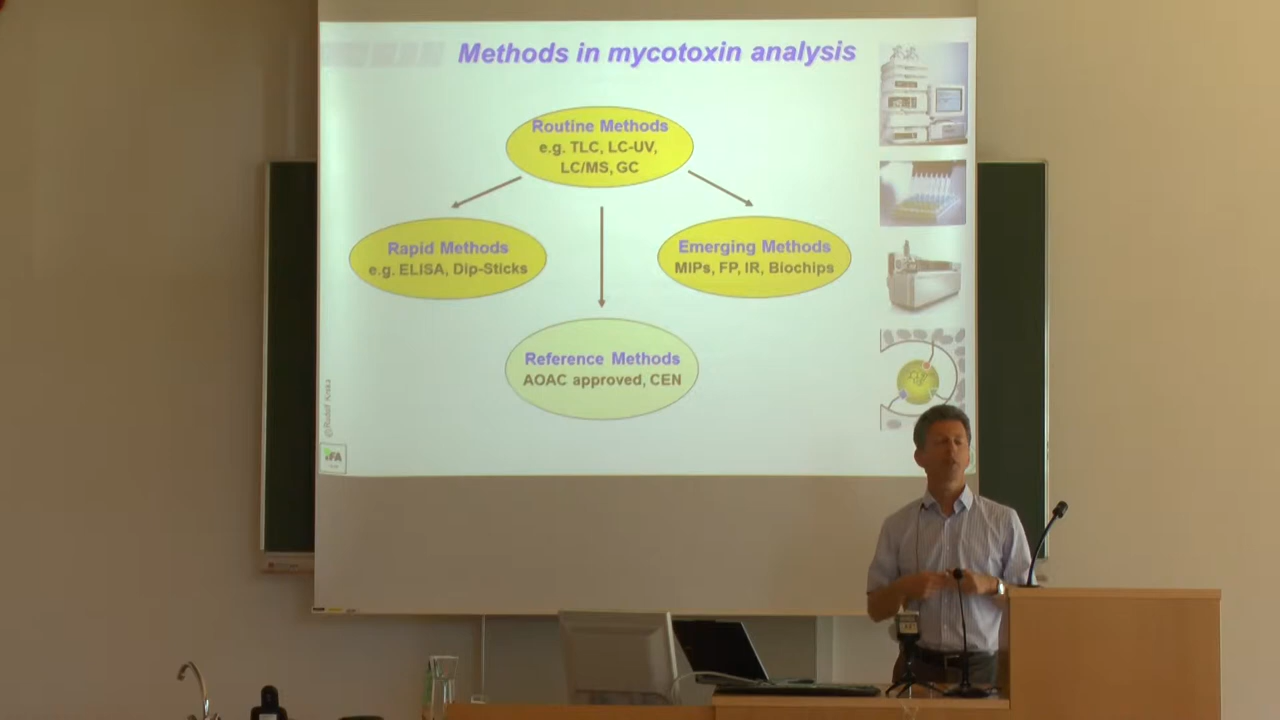 Methods in mycotoxin analysis
Routine Methods
e.g. TLC, LC-UV,
LC/MS, GC
Rapid Methods
e.g. ELISA, Dip-Sticks
Emerging Methods
MIPs, FP, IR, Biochips
Reference Methods
AOAC approved, CEN
iFA